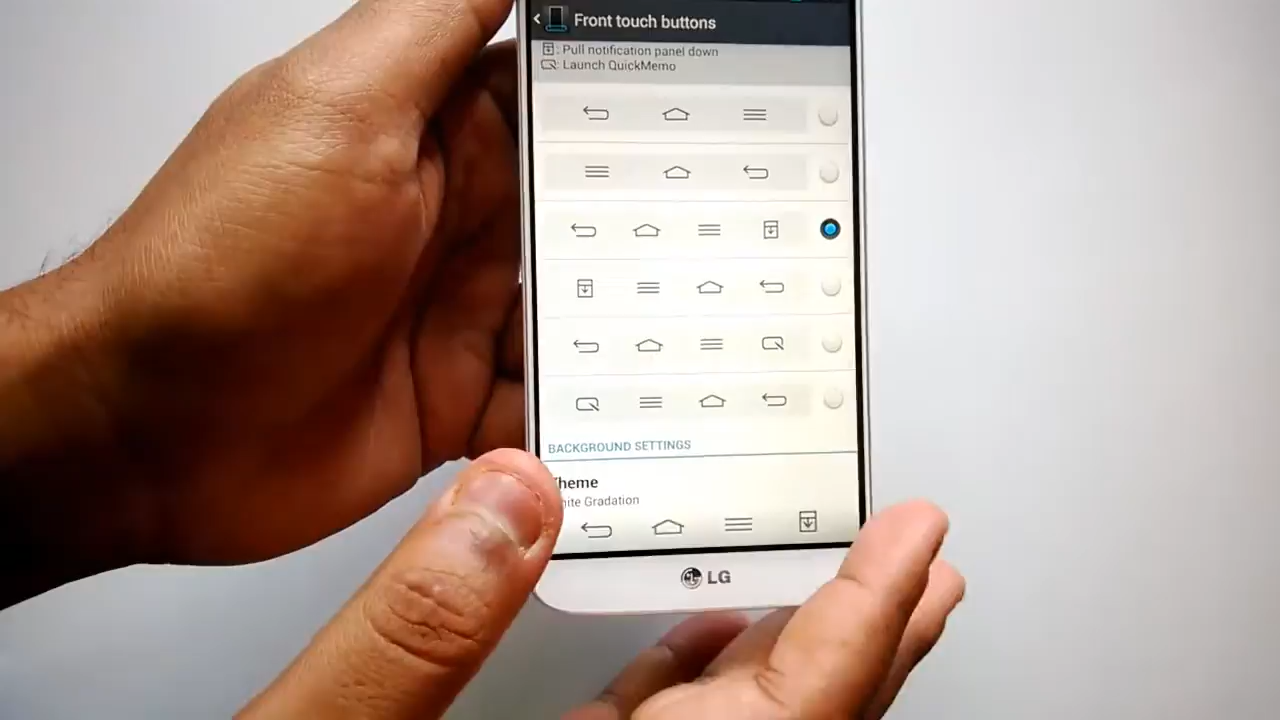 Front touch buttons
: Pull notification panel down
: Launch QuickMemo
BACKGROUND SETTINGS
heme
ite Gradation
LG